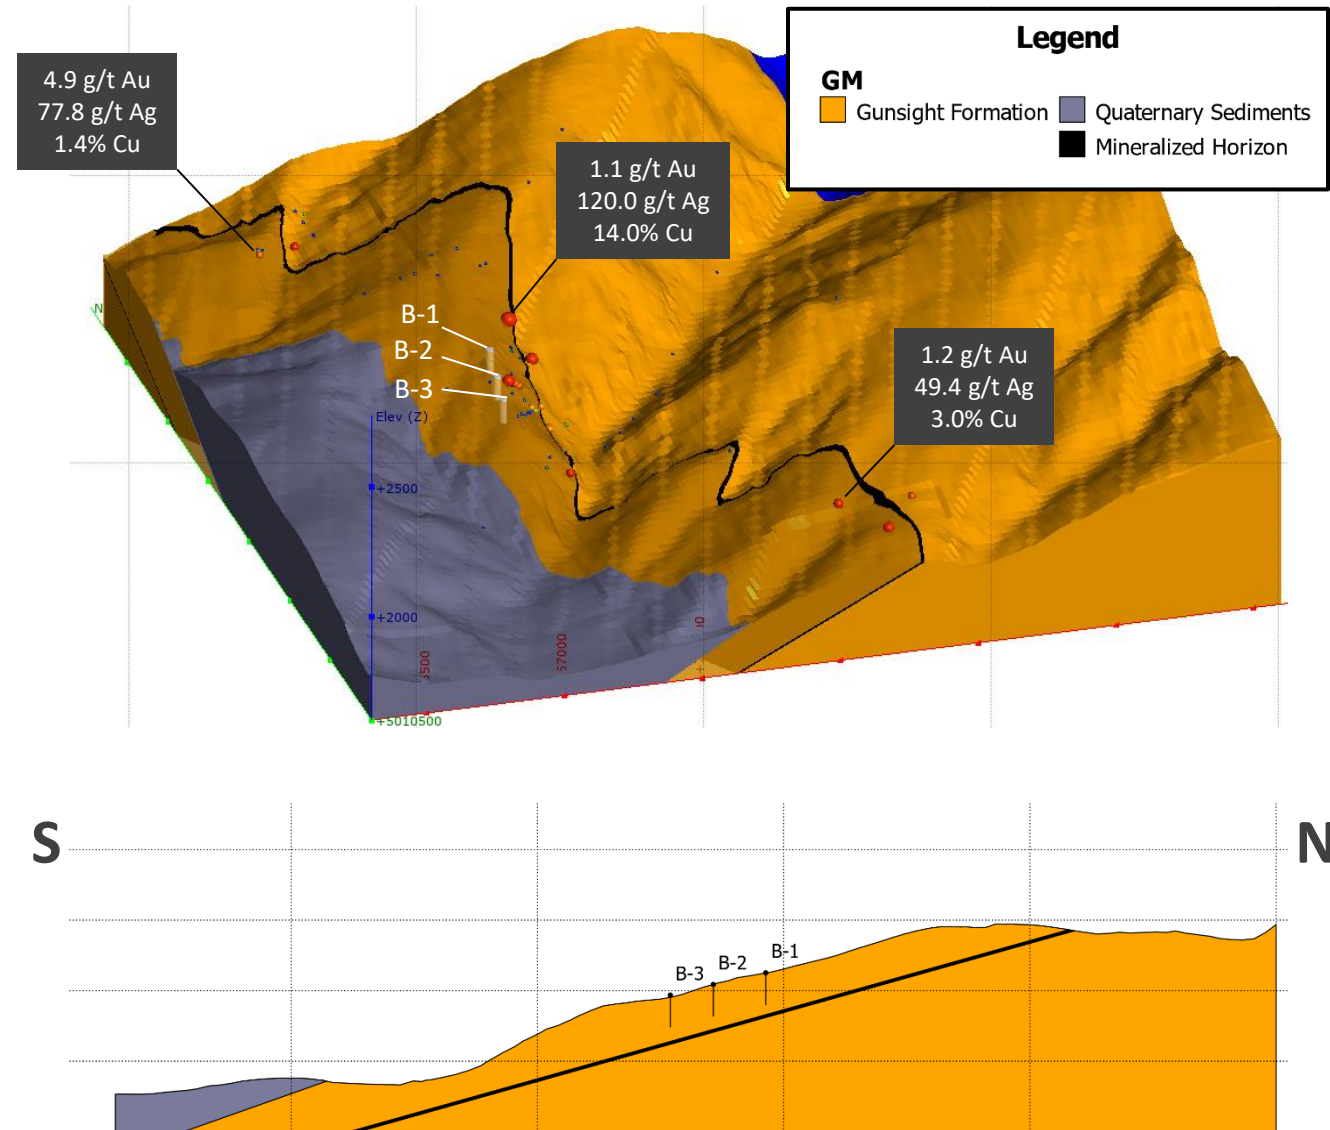 Legend
GM
Gunsight Formation
Quaternary Sediments
Mineralized Horizon
4.9 g/t Au
77.8 g/t Ag
1.4% Cu
1.1 g/t Au
120.0 g/t Ag
14.0% Cu
1.2 g/t Au
49.4 g/t Ag
3.0% Cu
N
B-1
B-2
B-3
Elev (Z)
+2500
+2000
+5010500
S
N
B-3
B-2
B-1